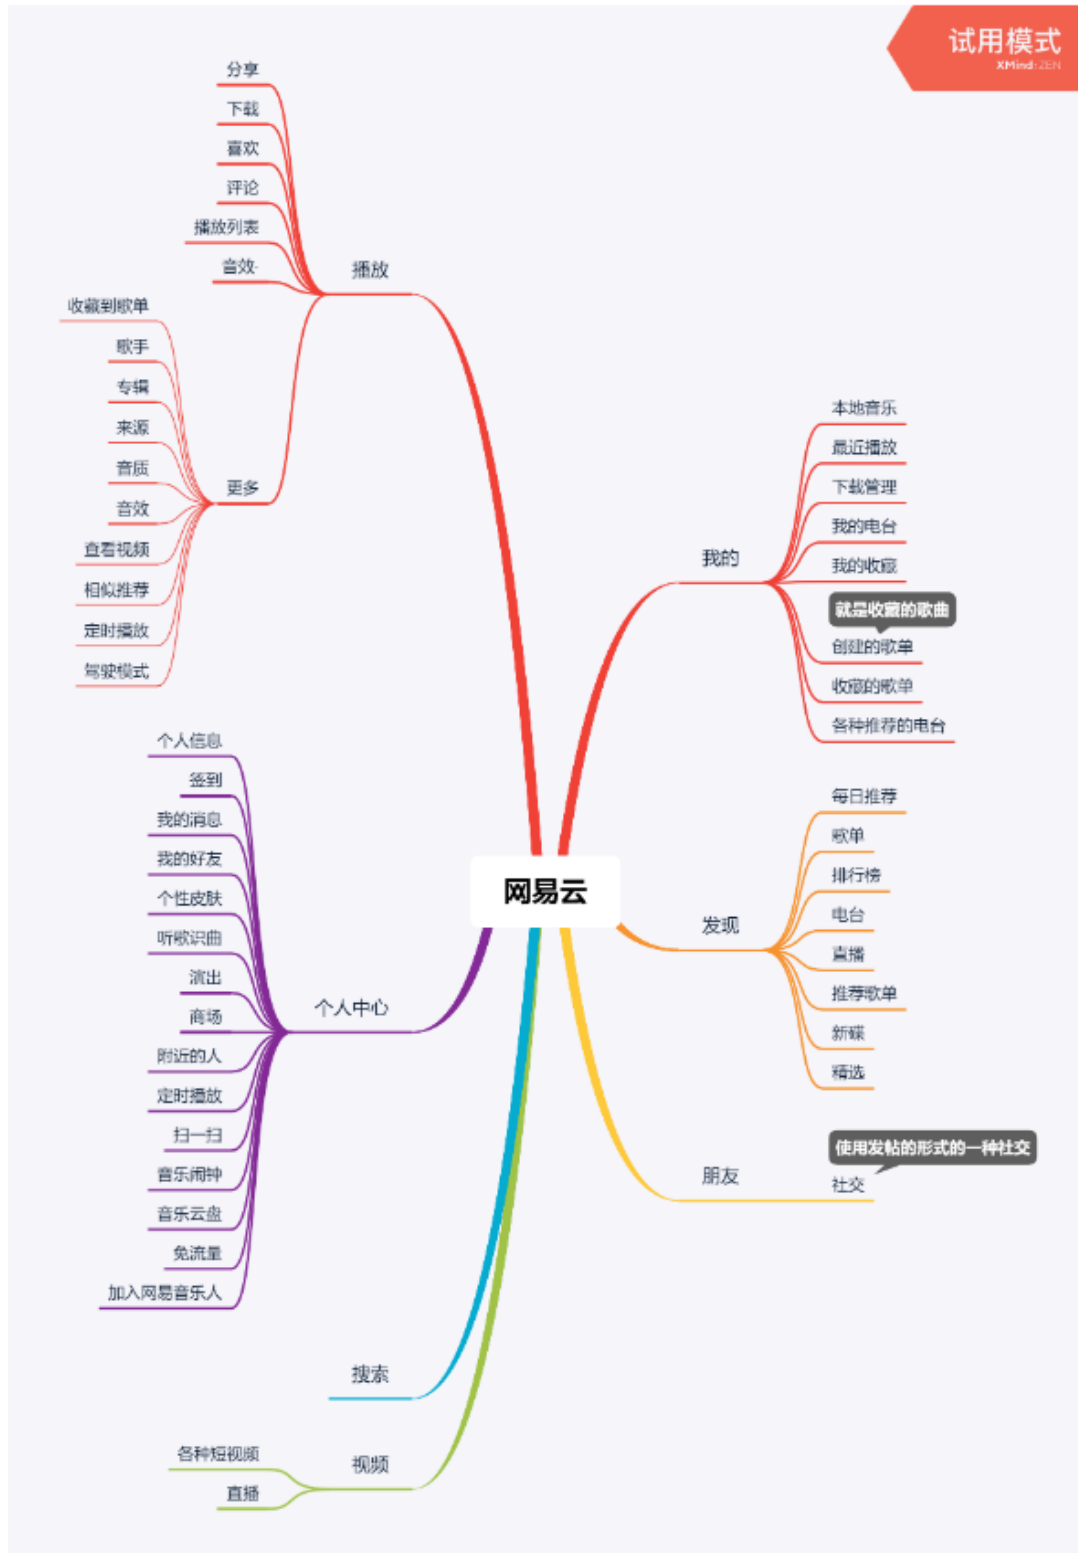 试用模式
XMind:ZEN
分享
下载
喜欢
评论
播放列表
音效·
播放
收藏到歌单
歌手
专辑
来源
音质
音效
查看视频
相似推荐
定时播放
驾驶模式
更多
本地音乐
最近播放
下载管理
我的电台
我的收藏
就是收藏的歌曲
创建的歌单
收藏的歌单
各种推荐的电台
我的
个人信息
签到
我的消息
我的好友
个性皮肤
听歌识曲
演出
商场
附近的人
定时播放
扫一扫
音乐闹钟
音乐云盘
免流量
加入网易音乐人
个人中心
网易云
每日推荐
歌单
排行榜
电台
直播
推荐歌单
新碟
精选
发现
使用发帖的形式的一种社交
社交
朋友
搜索
各种短视频
直播
视频